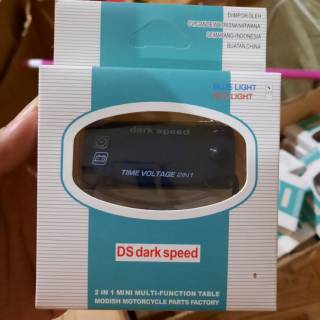 DIIMPOR OLEH
SEMARANG-INDONESIA
BUATAN CHINA
BLUE LIGHT
RED LIGHT
dark speed
TIME VOLTAGE 2IN1
DS dark speed
2 IN 1 MINI MULTI-FUNCTION TABLE
MODISH MOTORCYCLE PARTS FACTORY